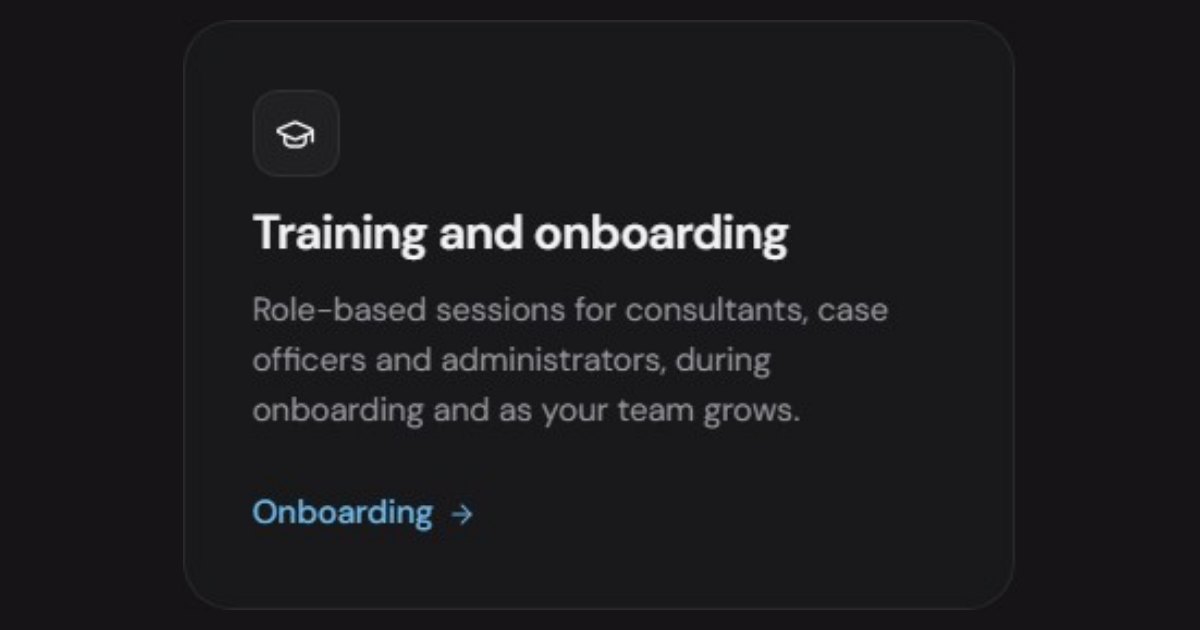 Training and onboarding
Role-based sessions for consultants, case
officers and administrators, during
onboarding and as your team grows.
Onboarding →